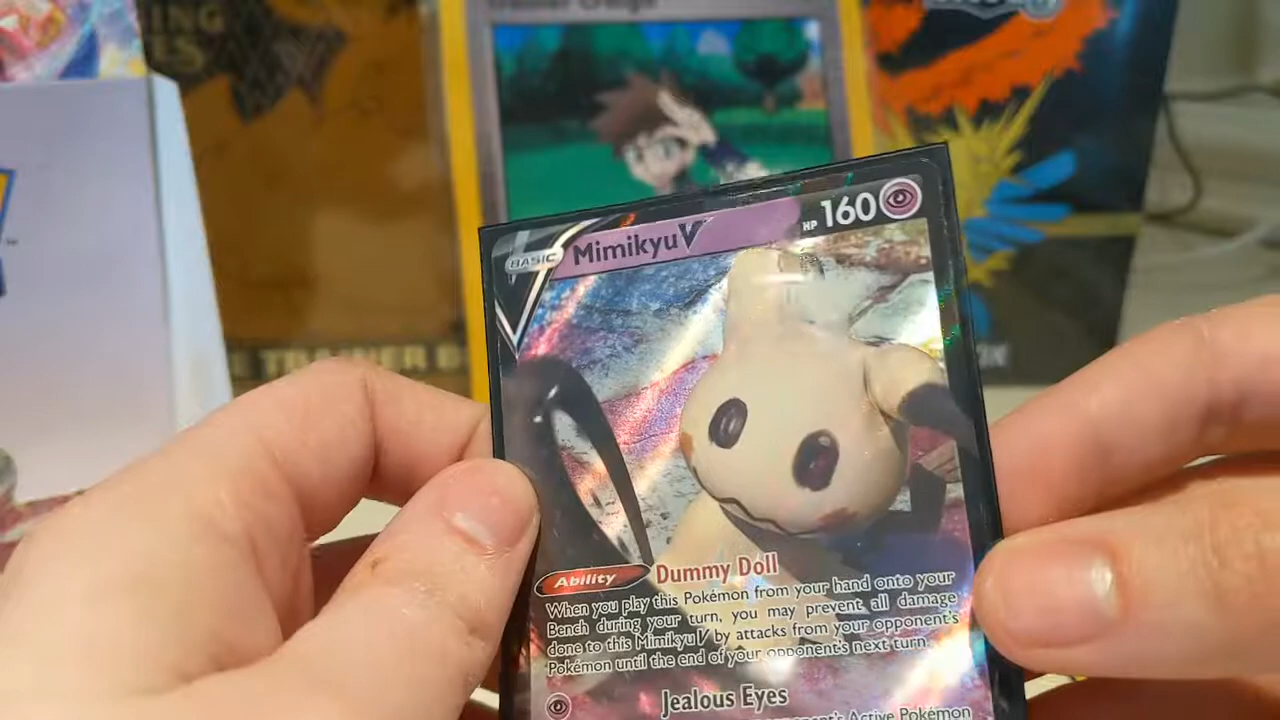 BASIC
Mimikyu V
HP 160
Ability
Dummy Doll
When you play this Pokémon from your hand onto your
Bench during your turn, you may prevent all damage
done to this Mimikyu V by attacks from your opponent's
Pokémon until the end of your opponent's next turn.
Jealous Eyes
opponent's Active Pokémon
TRAINER